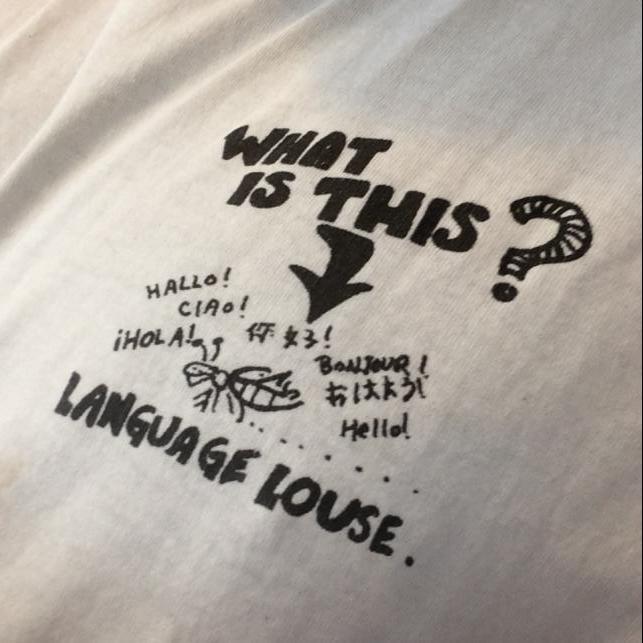 WHAT
IS THIS?
HALLO!
CIAO!
¡HOLA!
你好!
BONJOUR!
おはよう!
Hello!
LANGUAGE LOUSE.